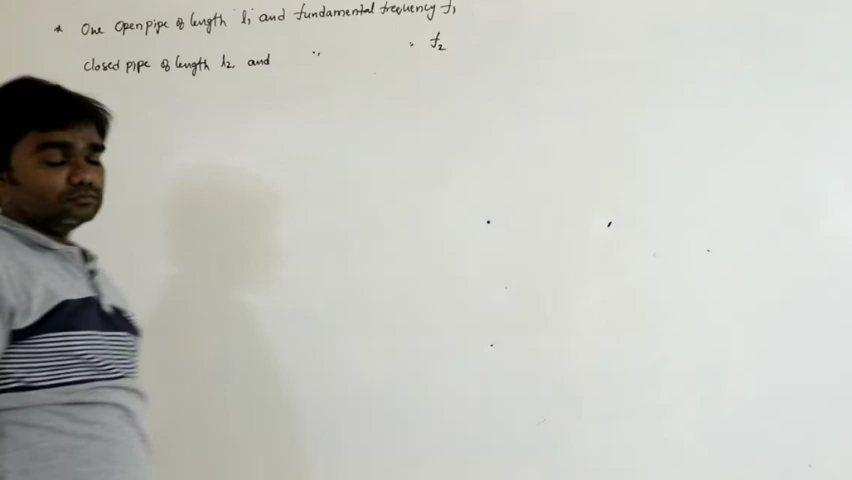 * One Open pipe of length l₁ and fundamental frequency f₁
closed pipe of length l₂ and " " f₂